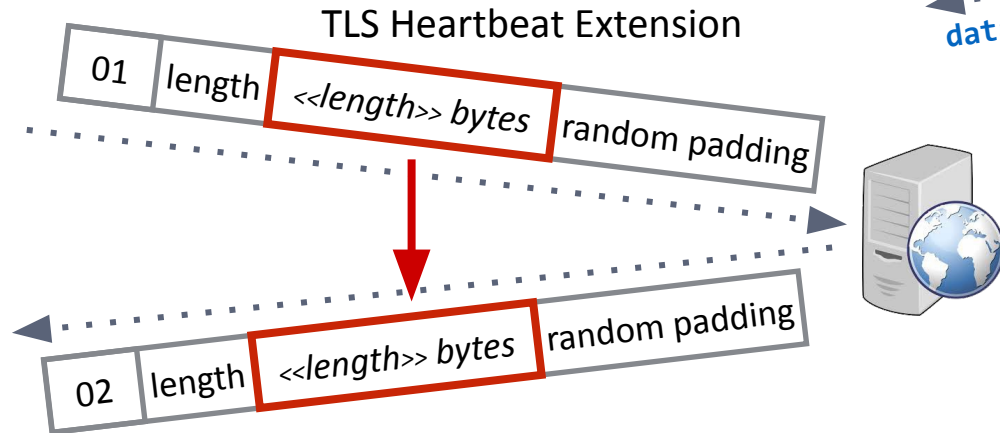 TLS Heartbeat Extension
dat
01 length <<length>> bytes random padding
02 length <<length>> bytes random padding